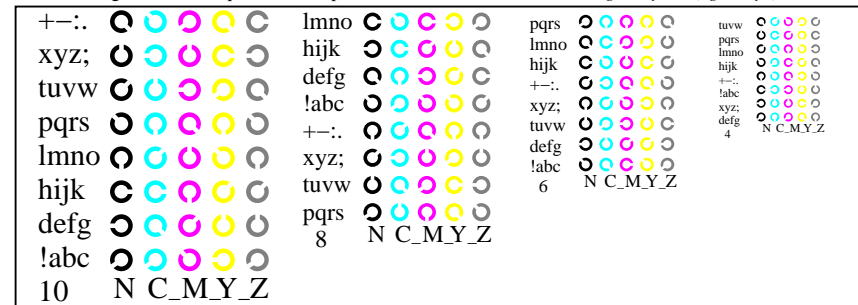 +−:.
xyz;
tuvw
pqrs
lmno
hijk
defg
!abc
10 N C_M_Y_Z
lmno
hijk
defg
!abc
+−:.
xyz;
tuvw
pqrs
8 N C_M_Y_Z
pqrs
lmno
hijk
+−:.
xyz;
tuvw
defg
!abc
6 N C_M_Y_Z
tuvw
pqrs
lmno
hijk
+−:.
!abc
xyz;
defg
4 N C_M_Y_Z